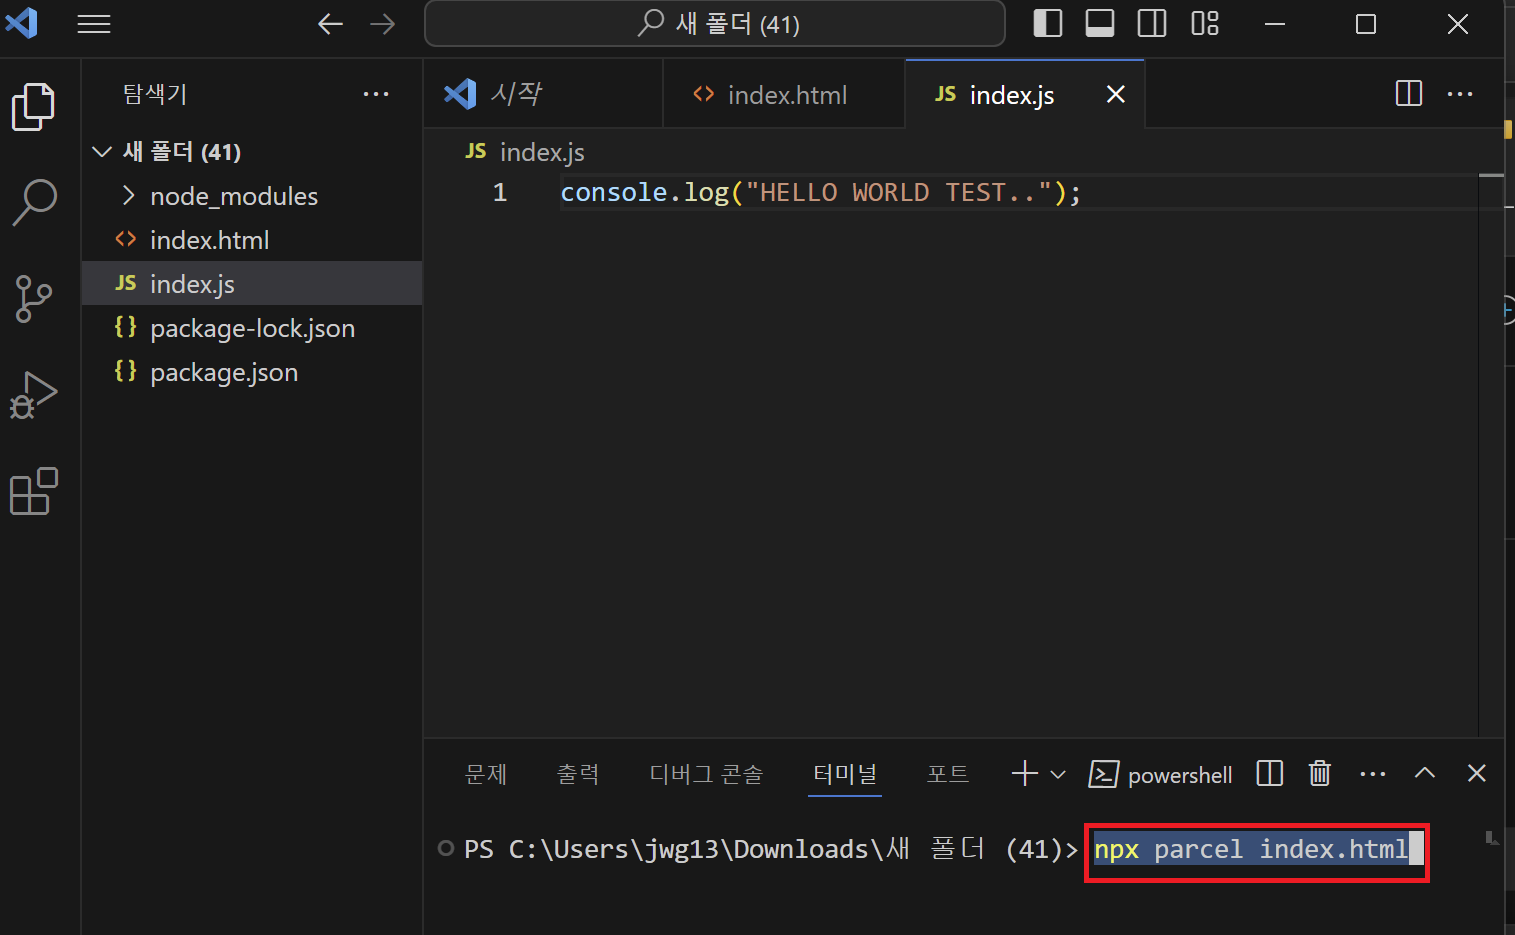 새 폴더 (41)
탐색기
시작
index.html
JS index.js
새 폴더 (41)
node_modules
index.html
JS index.js
package-lock.json
package.json
JS index.js
1 console.log("HELLO WORLD TEST..");
문제 출력 디버그 콘솔 터미널 포트 powershell
PS C:\Users\jwg13\Downloads\새 폴더 (41)> npx parcel index.html